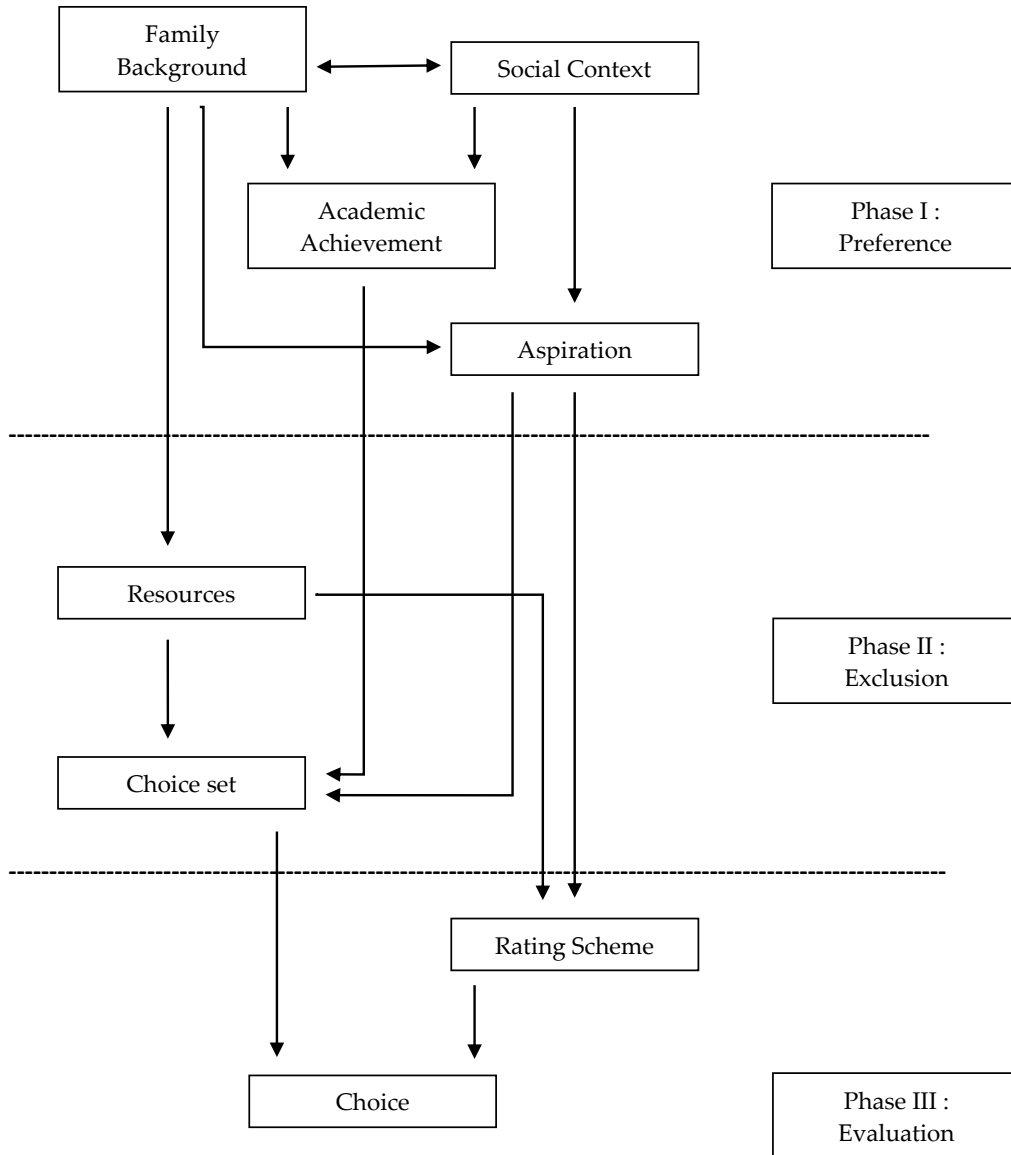 Family
Background
Social Context
Academic
Achievement
Phase I :
Preference
Aspiration
Resources
Phase II :
Exclusion
Choice set
Rating Scheme
Choice
Phase III :
Evaluation